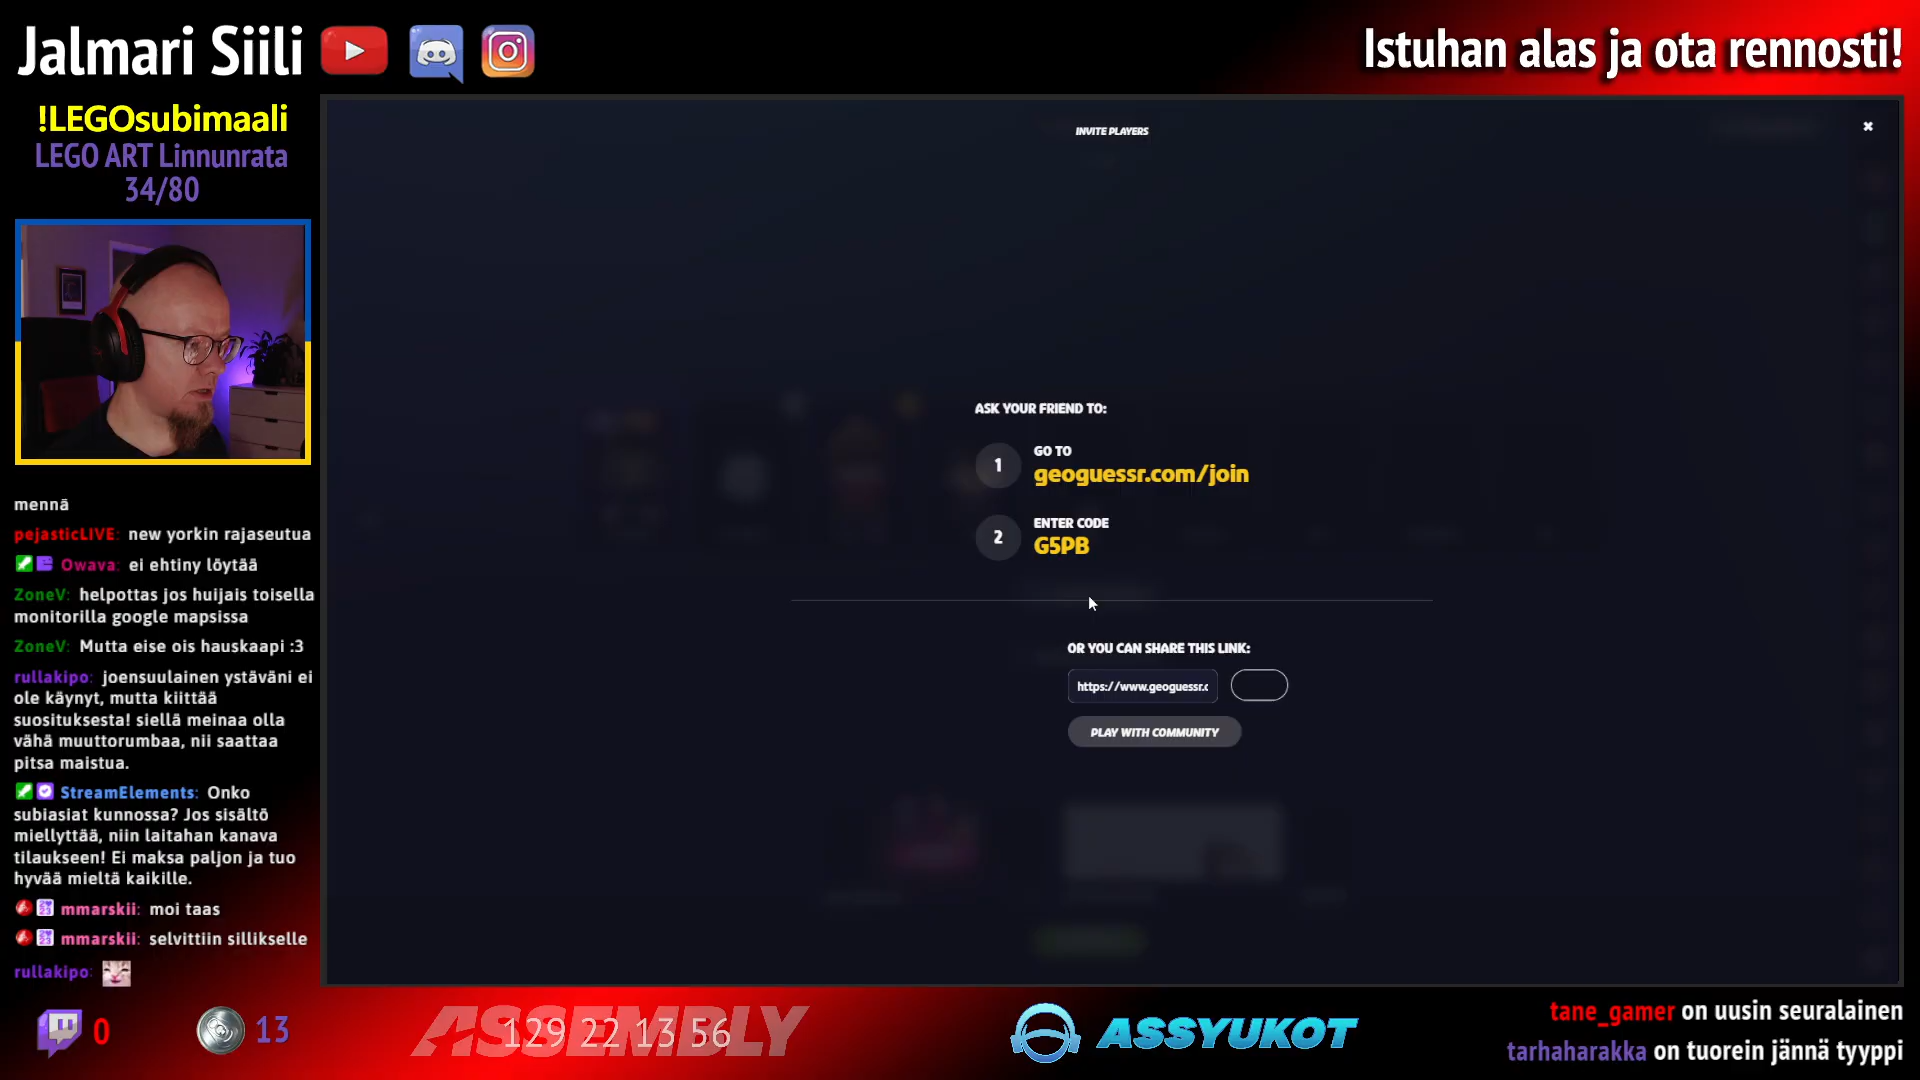 Jalmari Siili
Istuhan alas ja ota rennosti!
!LEGOsubimaali
LEGO ART Linnunrata
34/80
mennä
pejasticLIVE: new yorkin rajaseutua
Owava: ei ehtiny löytää
ZoneV: helpottas jos huijais toisella
monitorilla google mapsissa
ZoneV: Mutta eise ois hauskaapi :3
rullakipo: joensuulainen ystäväni ei
ole käynyt, mutta kiittää
suosituksesta! siellä meinaa olla
vähä muuttorumbaa, nii saattaa
pitsa maistua.
StreamElements: Onko
subiasiat kunnossa? Jos sisältö
miellyttää, niin laitahan kanava
tilaukseen! Ei maksa paljon ja tuo
hyvää mieltä kaikille.
mmarskii: moi taas
mmarskii: selvittiin sillikselle
rullakipo:
INVITE PLAYERS
ASK YOUR FRIEND TO:
1
GO TO
geoguessr.com/join
2
ENTER CODE
G5PB
OR YOU CAN SHARE THIS LINK:
https://www.geoguessr.c
PLAY WITH COMMUNITY
0
13
ASSEMBLY
129 22 13 56
ASSYUKOT
tane_gamer on uusin seuralainen
tarhaharakka on tuorein jännä tyyppi